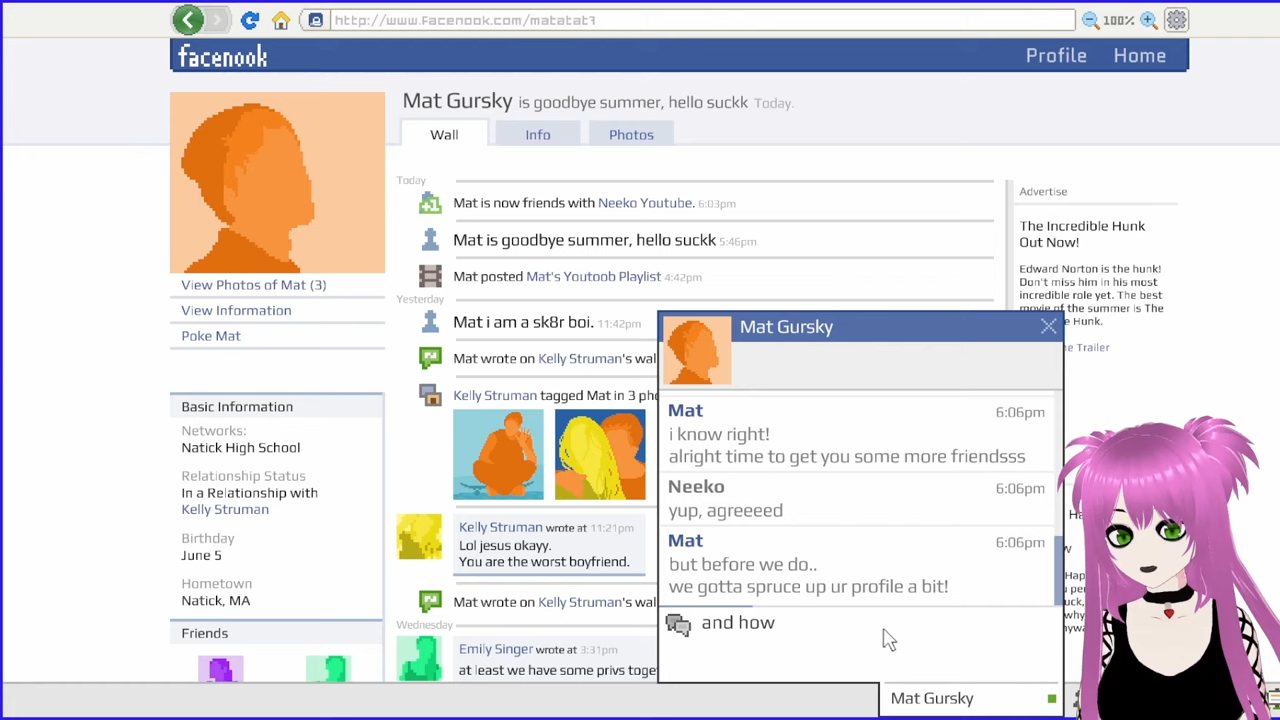 http://www.facenook.com/matatat7
100%
facenook
Profile
Home
Mat Gursky is goodbye summer, hello suckk Today.
Wall
Info
Photos
Today
Mat is now friends with Neeko Youtube. 6:03pm
Mat is goodbye summer, hello suckk 5:46pm
Mat posted Mat's Youtoob Playlist 4:42pm
Yesterday
Mat i am a sk8r boi. 11:42pm
Mat wrote on Kelly Struman's wal
Kelly Struman tagged Mat in 3 pho
Kelly Struman wrote at 11:21pm
Lol jesus okayy.
You are the worst boyfriend.
Mat wrote on Kelly Struman's wal
Wednesday
Emily Singer wrote at 3:31pm
at least we have some privs toge
View Photos of Mat (3)
View Information
Poke Mat
Basic Information
Networks:
Natick High School
Relationship Status
In a Relationship with
Kelly Struman
Birthday
June 5
Hometown
Natick, MA
Friends
Advertise
The Incredible Hunk
Out Now!
Edward Norton is the hunk!
Don't miss him in his most
incredible role yet. The best
movie of the summer is The
Hunk.
Trailer
Mat Gursky
Mat 6:06pm
i know right!
alright time to get you some more friendsss
Neeko 6:06pm
yup, agreeeed
Mat 6:06pm
but before we do..
we gotta spruce up ur profile a bit!
and how
Mat Gursky